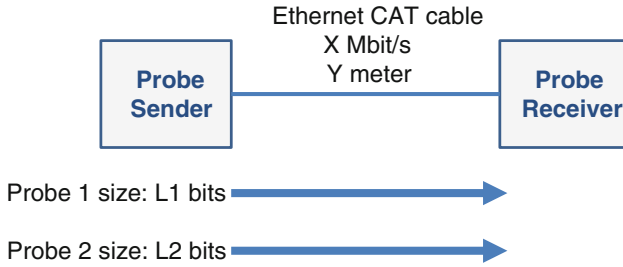 Ethernet CAT cable
X Mbit/s
Y meter
Probe
Sender
Probe
Receiver
Probe 1 size: L1 bits
Probe 2 size: L2 bits